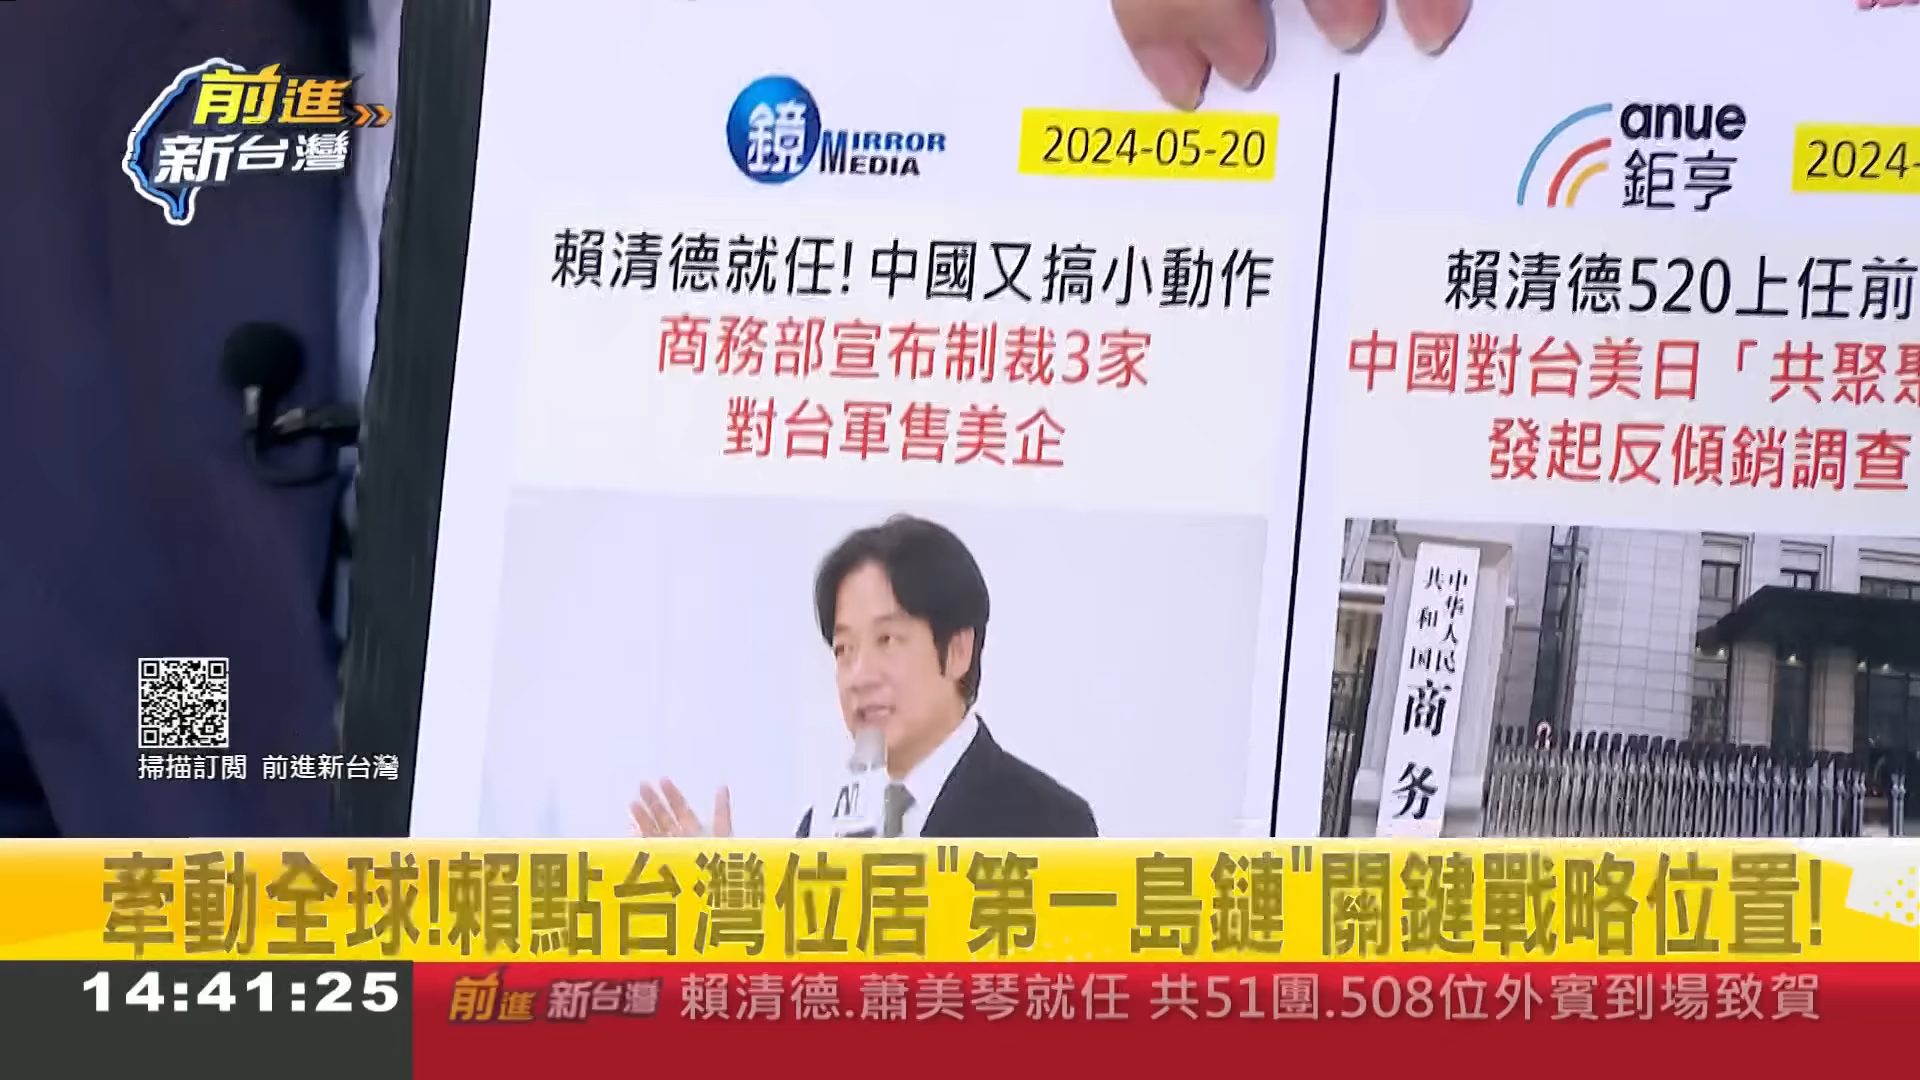 前進
新台灣
鏡 MIRROR MEDIA
2024-05-20
賴清德就任!中國又搞小動作
商務部宣布制裁3家
對台軍售美企
anue
鉅亨
2024-
賴清德520上任前
中國對台美日「共聚聚
發起反傾銷調查
中华人民
共和国
商务
掃描訂閱 前進新台灣
牽動全球!賴點台灣位居"第一島鏈"關鍵戰略位置!
14:41:25
前進新台灣 賴清德.蕭美琴就任 共51團.508位外賓到場致賀